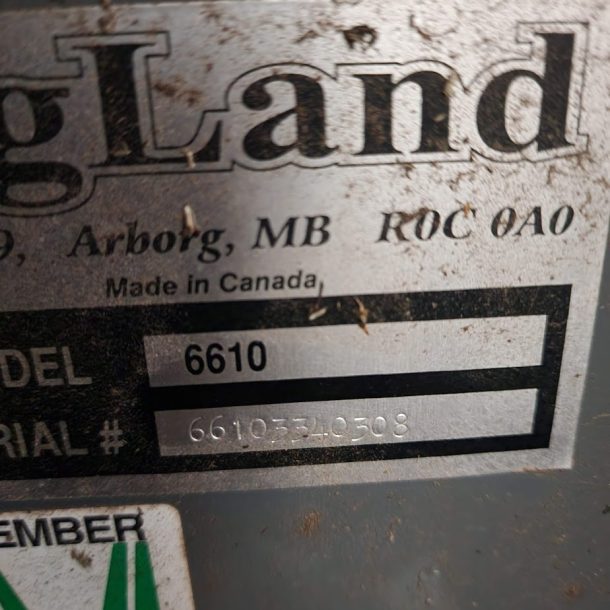 gLand
9, Arborg, MB R0C 0A0
Made in Canada
DEL 6610
RIAL # 66103340308
EMBER